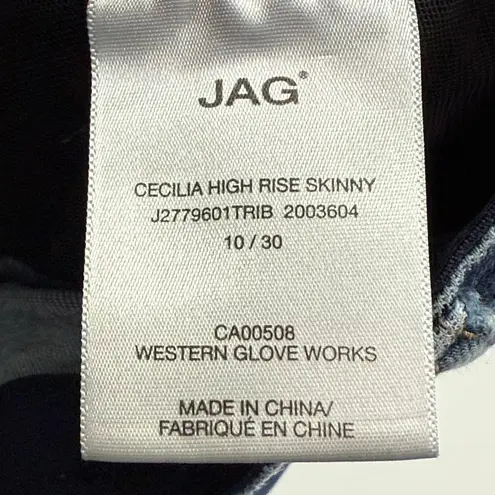 JAG®
CECILIA HIGH RISE SKINNY
J2779601TRIB 2003604
10 / 30
CA00508
WESTERN GLOVE WORKS
MADE IN CHINA/
FABRIQUÉ EN CHINE